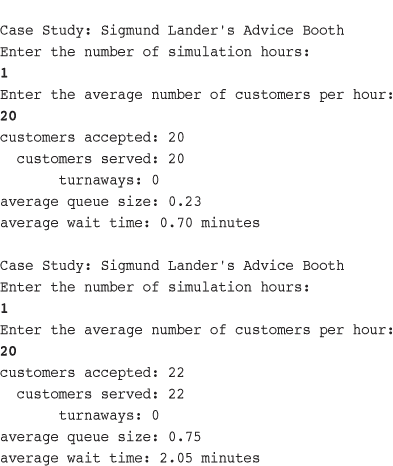 Case Study: Sigmund Lander's Advice Booth
Enter the number of simulation hours:
1
Enter the average number of customers per hour:
20
customers accepted: 20
customers served: 20
turnaways: 0
average queue size: 0.23
average wait time: 0.70 minutes
Case Study: Sigmund Lander's Advice Booth
Enter the number of simulation hours:
1
Enter the average number of customers per hour:
20
customers accepted: 22
customers served: 22
turnaways: 0
average queue size: 0.75
average wait time: 2.05 minutes